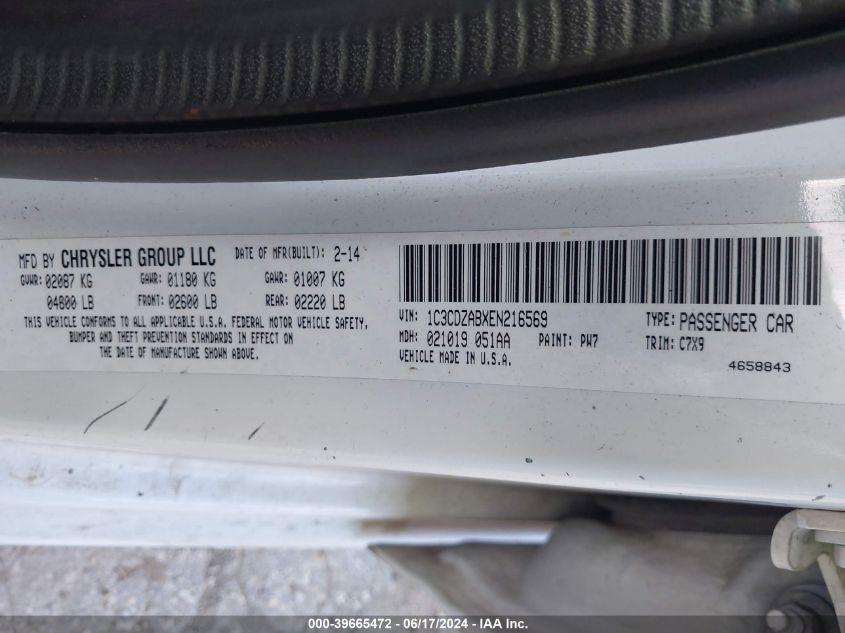 MFD BY CHRYSLER GROUP LLC DATE OF MFR(BUILT): 2-14
GVWR: 02087 KG GAWR: 01180 KG GAWR: 01007 KG
04800 LB FRONT: 02600 LB REAR: 02220 LB
THIS VEHICLE CONFORMS TO ALL APPLICABLE U.S.A. FEDERAL MOTOR VEHICLE SAFETY,
BUMPER AND THEFT PREVENTION STANDARDS IN EFFECT ON
THE DATE OF MANUFACTURE SHOWN ABOVE.
VIN: 1C3CDZABXEN216569 TYPE: PASSENGER CAR
MDH: 021019 051AA PAINT: PW7 TRIM: C7X9
VEHICLE MADE IN U.S.A. 4658843
000-39665472 - 06/17/2024 - IAA Inc.